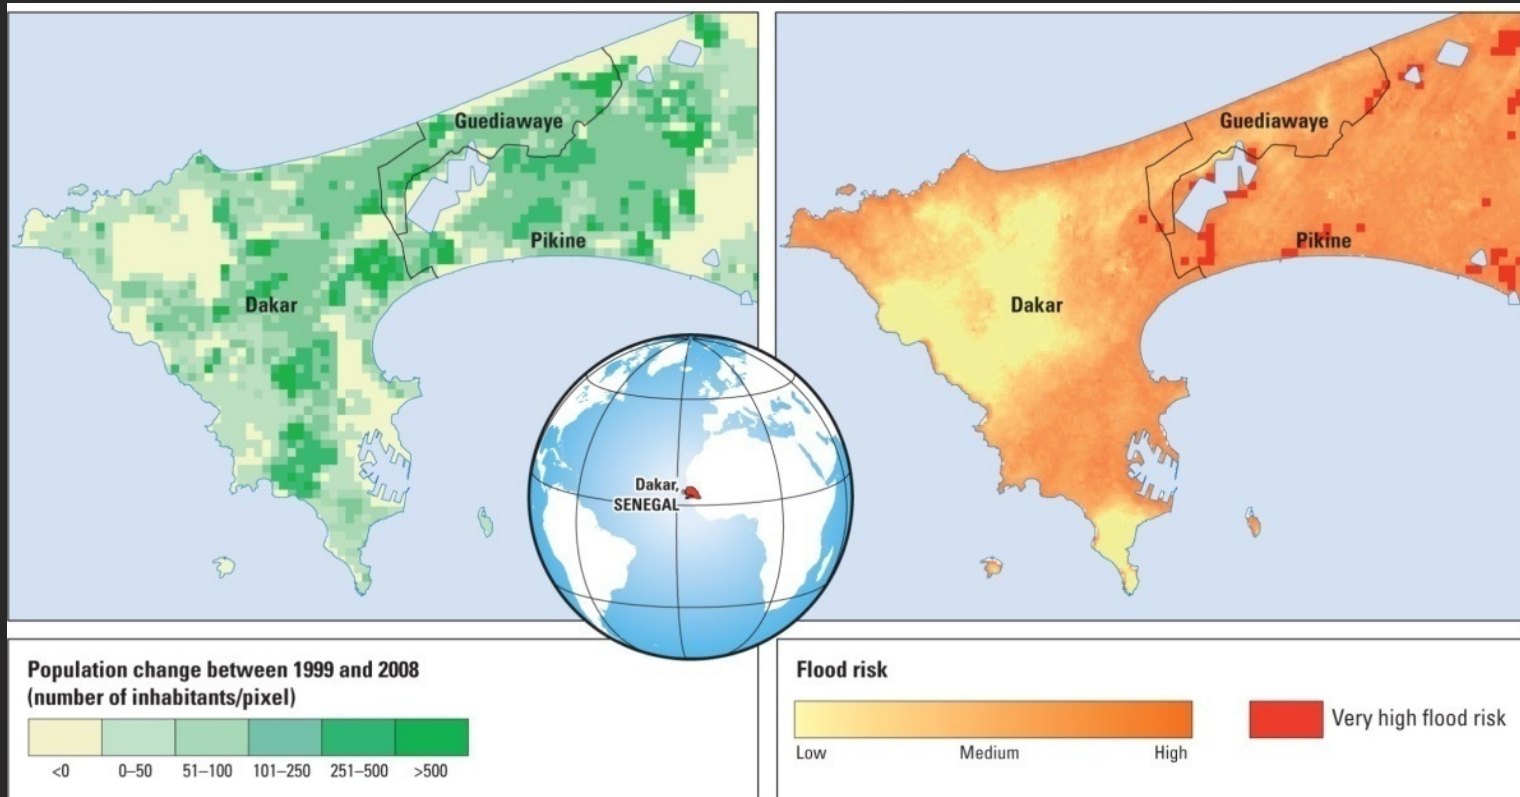 Guediawaye
Pikine
Dakar
Guediawaye
Pikine
Dakar
Dakar,
SENEGAL
Population change between 1999 and 2008
(number of inhabitants/pixel)
<0 0–50 51–100 101–250 251–500 >500
Flood risk
Low Medium High
Very high flood risk